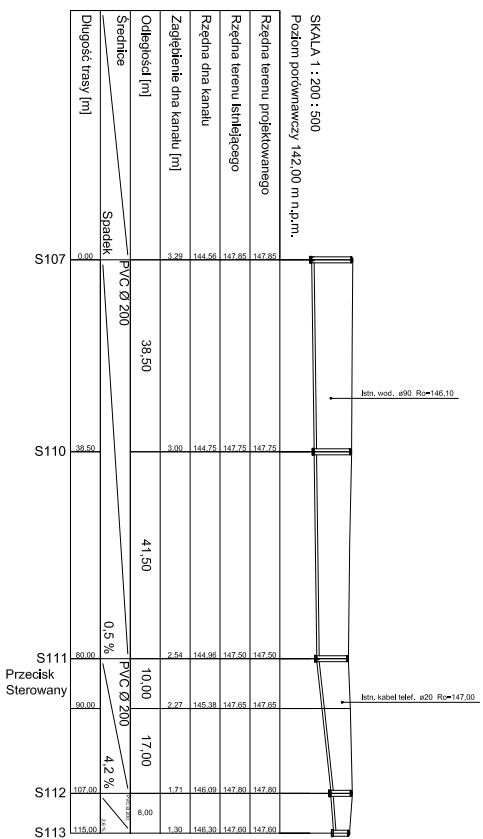 SKALA 1 : 200 : 500
Poziom porównawczy 142,00 m n.p.m.
Istn. wod. ø90 Ro=146,10
Istn. kabel telef. ø20 Ro=147,00
Rzędna terenu projektowanego
147,85 147,75 147,50 147,65 147,80 147,60
Rzędna terenu Istniejącego
147,85 147,75 147,50 147,65 147,80 147,60
Rzędna dna kanału
144,56 144,75 144,96 145,38 146,09 146,30
Zagłębienie dna kanału [m]
3,29 3,00 2,54 2,27 1,71 1,30
Odległości [m]
38,50 41,50 10,00 17,00 8,00
Średnice
PVC Ø 200 PVC Ø 200 PVC Ø 200
Spadek
0,5 % 4,2 % 2,6 %
Długość trasy [m]
0,00 38,50 80,00 90,00 107,00 115,00
S107
S110
S111
Przecisk
Sterowany
S112
S113